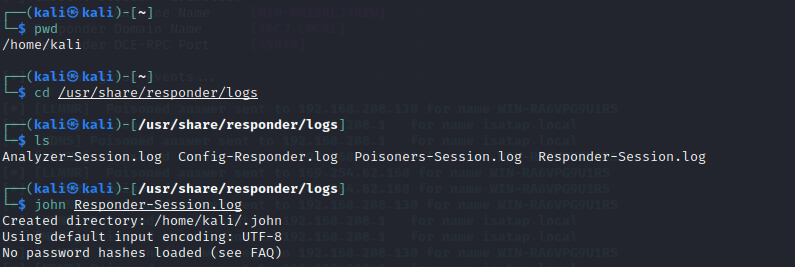 ┌──(kali㉿kali)-[~]
└─$ pwd
/home/kali
┌──(kali㉿kali)-[~]
└─$ cd /usr/share/responder/logs
┌──(kali㉿kali)-[/usr/share/responder/logs]
└─$ ls
Analyzer-Session.log  Config-Responder.log  Poisoners-Session.log  Responder-Session.log
┌──(kali㉿kali)-[/usr/share/responder/logs]
└─$ john Responder-Session.log
Created directory: /home/kali/.john
Using default input encoding: UTF-8
No password hashes loaded (see FAQ)